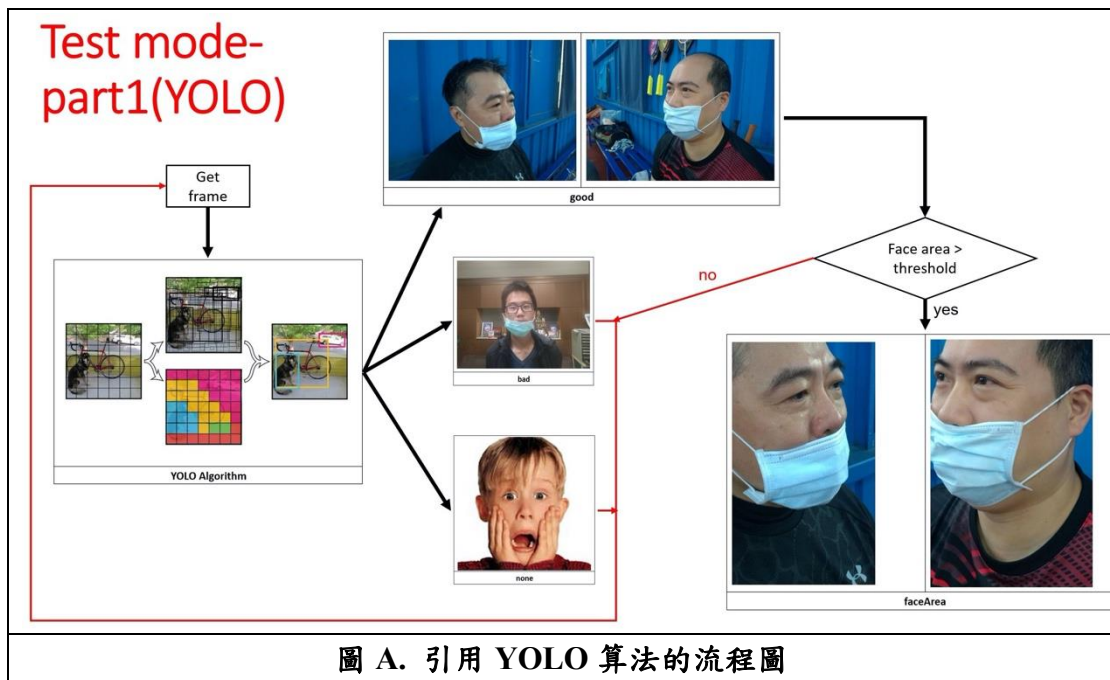 Test mode-
part1(YOLO)
Get
frame
YOLO Algorithm
good
bad
none
Face area >
threshold
no
yes
faceArea
圖 A. 引用 YOLO 算法的流程圖